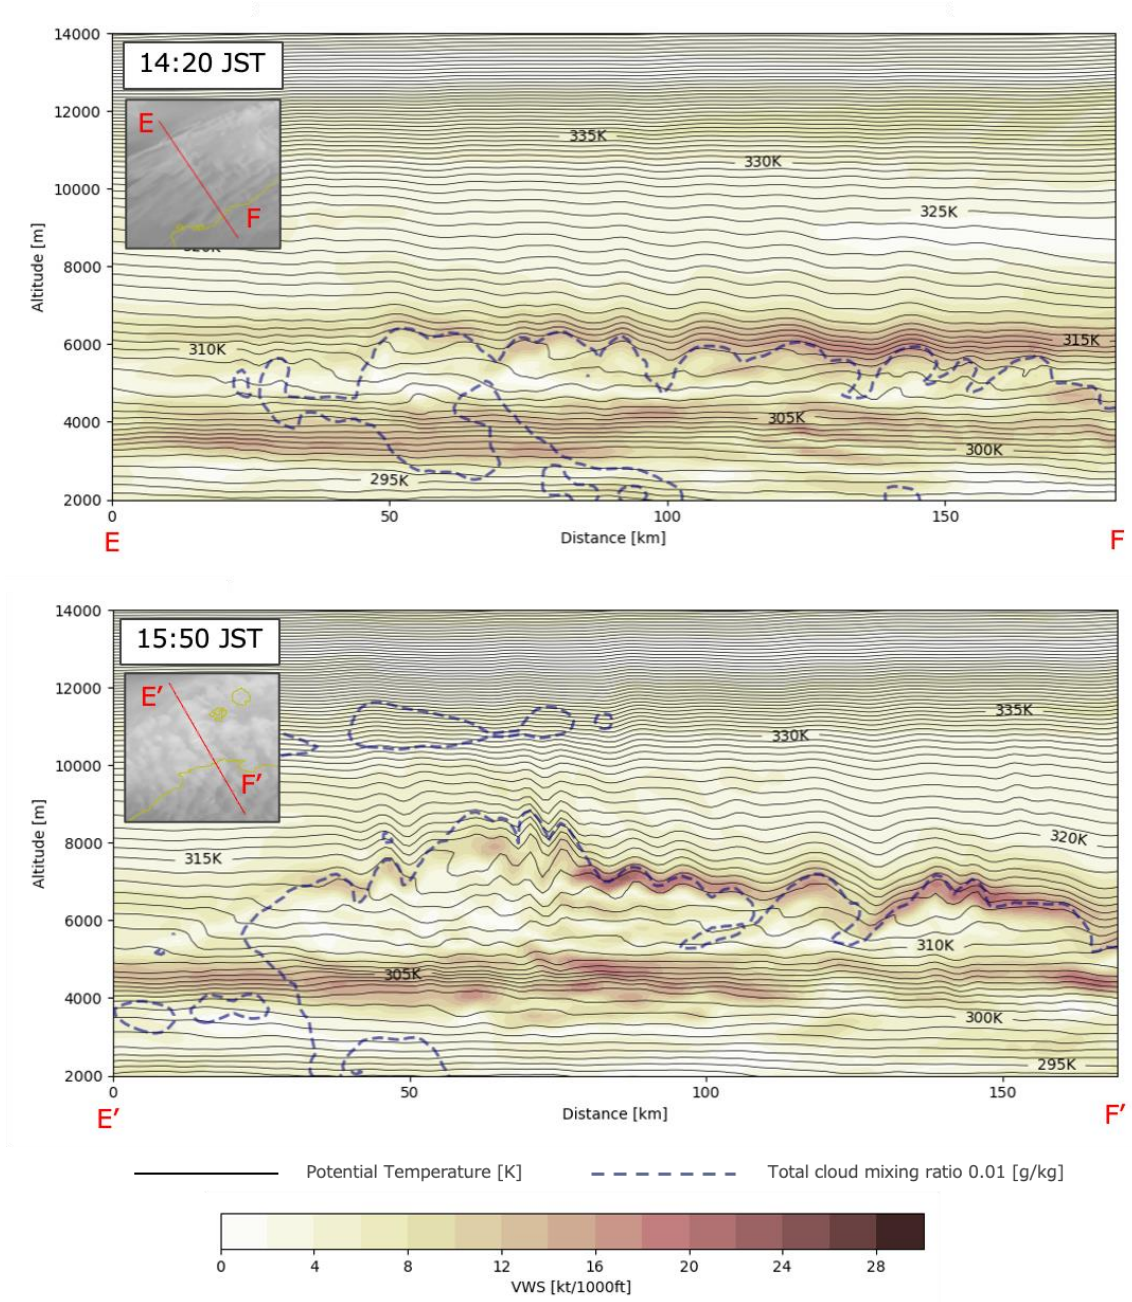 14000
14:20 JST
E
F
12000
335K
330K
10000
325K
320K
8000
Altitude [m]
310K
6000
315K
4000
305K
300K
295K
2000
0
50
100
150
Distance [km]
E
F
14000
15:50 JST
E’
F’
12000
335K
330K
10000
320K
8000
315K
Altitude [m]
6000
310K
305K
4000
300K
295K
2000
0
50
100
150
Distance [km]
E’
F’
Potential Temperature [K]
Total cloud mixing ratio 0.01 [g/kg]
0
4
8
12
16
20
24
28
VWS [kt/1000ft]